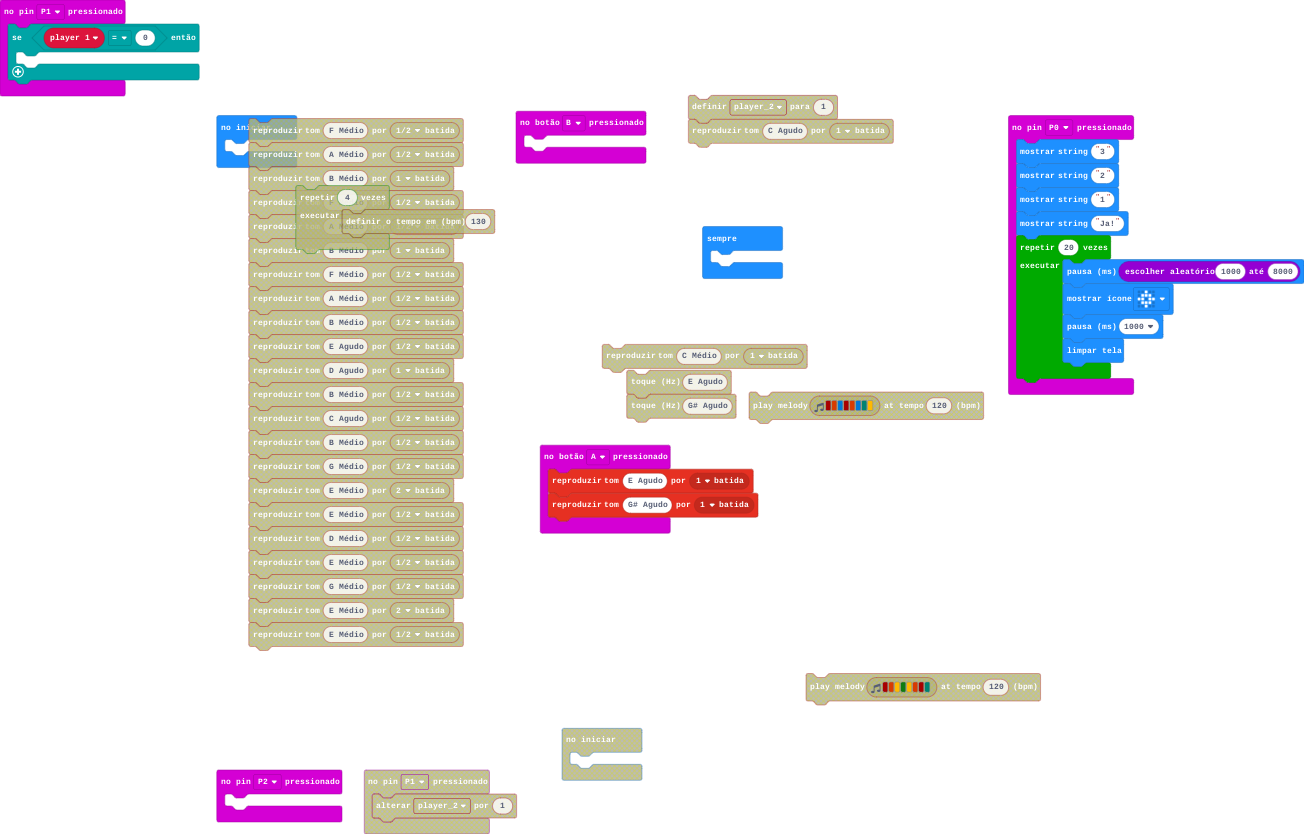 no pin P1 pressionado
se player 1 = 0 então
no ini
reproduzir tom F Médio por 1/2 batida
reproduzir tom A Médio por 1/2 batida
reproduzir tom B Médio por 1 batida
1/2 batida
1/2 batida
B Médio por 1 batida
reproduzir tom F Médio por 1/2 batida
reproduzir tom A Médio por 1/2 batida
reproduzir tom B Médio por 1/2 batida
reproduzir tom E Agudo por 1/2 batida
reproduzir tom D Agudo por 1 batida
reproduzir tom B Médio por 1/2 batida
reproduzir tom C Agudo por 1/2 batida
reproduzir tom B Médio por 1/2 batida
reproduzir tom G Médio por 1/2 batida
reproduzir tom E Médio por 2 batida
reproduzir tom E Médio por 1/2 batida
reproduzir tom D Médio por 1/2 batida
reproduzir tom E Médio por 1/2 batida
reproduzir tom G Médio por 1/2 batida
reproduzir tom E Médio por 2 batida
reproduzir tom E Médio por 1/2 batida
repetir 4 vezes
executar definir o tempo em (bpm) 130
no botão B pressionado
definir player_2 para 1
reproduzir tom C Agudo por 1 batida
sempre
reproduzir tom C Médio por 1 batida
toque (Hz) E Agudo
toque (Hz) G# Agudo
play melody at tempo 120 (bpm)
no botão A pressionado
reproduzir tom E Agudo por 1 batida
reproduzir tom G# Agudo por 1 batida
no pin P0 pressionado
mostrar string "3"
mostrar string "2"
mostrar string "1"
mostrar string "Ja!"
repetir 20 vezes
executar pausa (ms) escolher aleatório 1000 até 8000
mostrar ícone
pausa (ms) 1000
limpar tela
play melody at tempo 120 (bpm)
no iniciar
no pin P2 pressionado
no pin P1 pressionado
alterar player_2 por 1